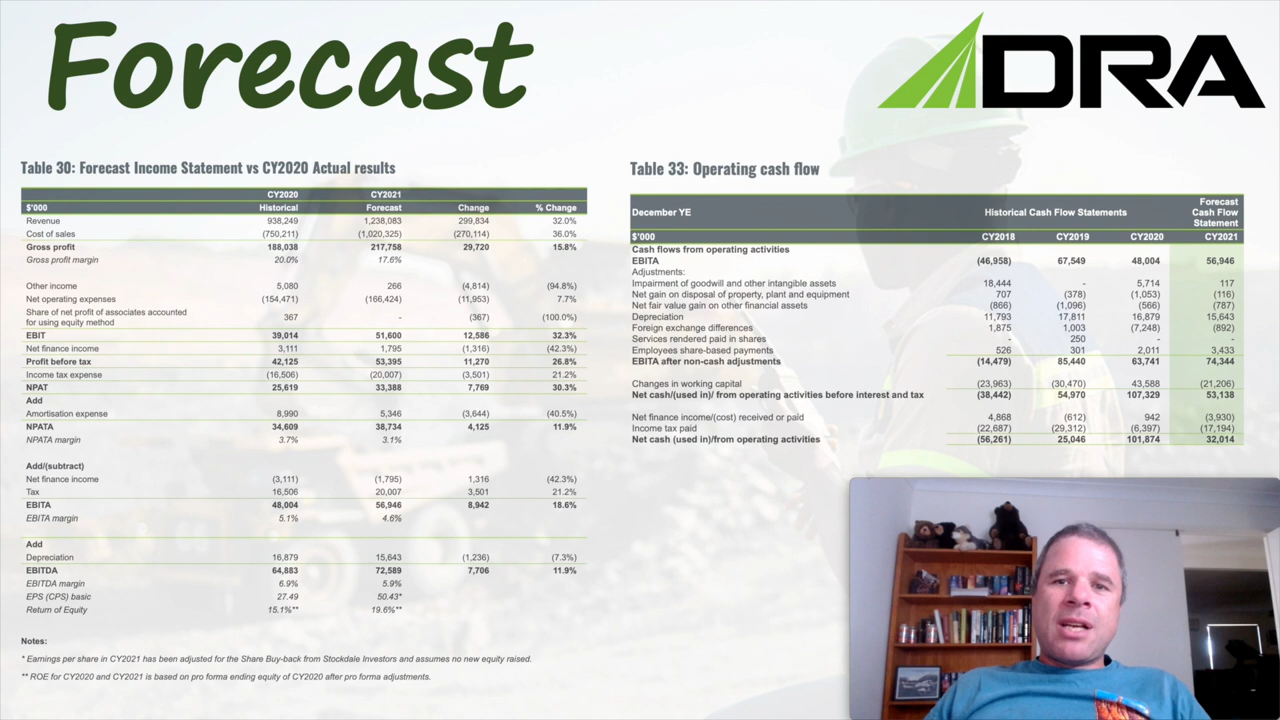 Forecast
DRA
Table 30: Forecast Income Statement vs CY2020 Actual results
CY2020 CY2021
$'000 Historical Forecast Change % Change
Revenue 938,249 1,238,083 299,834 32.0%
Cost of sales (750,211) (1,020,325) (270,114) 36.0%
Gross profit 188,038 217,758 29,720 15.8%
Gross profit margin 20.0% 17.6%
Other income 5,080 266 (4,814) (94.8%)
Net operating expenses (154,471) (166,424) (11,953) 7.7%
Share of net profit of associates accounted
for using equity method 367 - (367) (100.0%)
EBIT 39,014 51,600 12,586 32.3%
Net finance income 3,111 1,795 (1,316) (42.3%)
Profit before tax 42,125 53,395 11,270 26.8%
Income tax expense (16,506) (20,007) (3,501) 21.2%
NPAT 25,619 33,388 7,769 30.3%
Add
Amortisation expense 8,990 5,346 (3,644) (40.5%)
NPATA 34,609 38,734 4,125 11.9%
NPATA margin 3.7% 3.1%
Add/(subtract)
Net finance income (3,111) (1,795) 1,316 (42.3%)
Tax 16,506 20,007 3,501 21.2%
EBITA 48,004 56,946 8,942 18.6%
EBITA margin 5.1% 4.6%
Add
Depreciation 16,879 15,643 (1,236) (7.3%)
EBITDA 64,883 72,589 7,706 11.9%
EBITDA margin 6.9% 5.9%
EPS (CPS) basic 27.49 50.43*
Return of Equity 15.1%** 19.6%**
Notes:
* Earnings per share in CY2021 has been adjusted for the Share Buy-back from Stockdale Investors and assumes no new equity raised.
** ROE for CY2020 and CY2021 is based on pro forma ending equity of CY2020 after pro forma adjustments.
Table 33: Operating cash flow
December YE Historical Cash Flow Statements Forecast
Cash Flow
Statement
$'000 CY2018 CY2019 CY2020 CY2021
Cash flows from operating activities
EBITA (46,958) 67,549 48,004 56,946
Adjustments:
Impairment of goodwill and other intangible assets 18,444 - 5,714 117
Net gain on disposal of property, plant and equipment 707 (378) (1,053) (116)
Net fair value gain on other financial assets (866) (1,096) (566) (787)
Depreciation 11,793 17,811 16,879 15,643
Foreign exchange differences 1,875 1,003 (7,248) (892)
Services rendered paid in shares - 250 - -
Employees share-based payments 526 301 2,011 3,433
EBITA after non-cash adjustments (14,479) 85,440 63,741 74,344
Changes in working capital (23,963) (30,470) 43,588 (21,206)
Net cash/(used in)/ from operating activities before interest and tax (38,442) 54,970 107,329 53,138
Net finance income/(cost) received or paid 4,868 (612) 942 (3,930)
Income tax paid (22,687) (29,312) (6,397) (17,194)
Net cash (used in)/from operating activities (56,261) 25,046 101,874 32,014